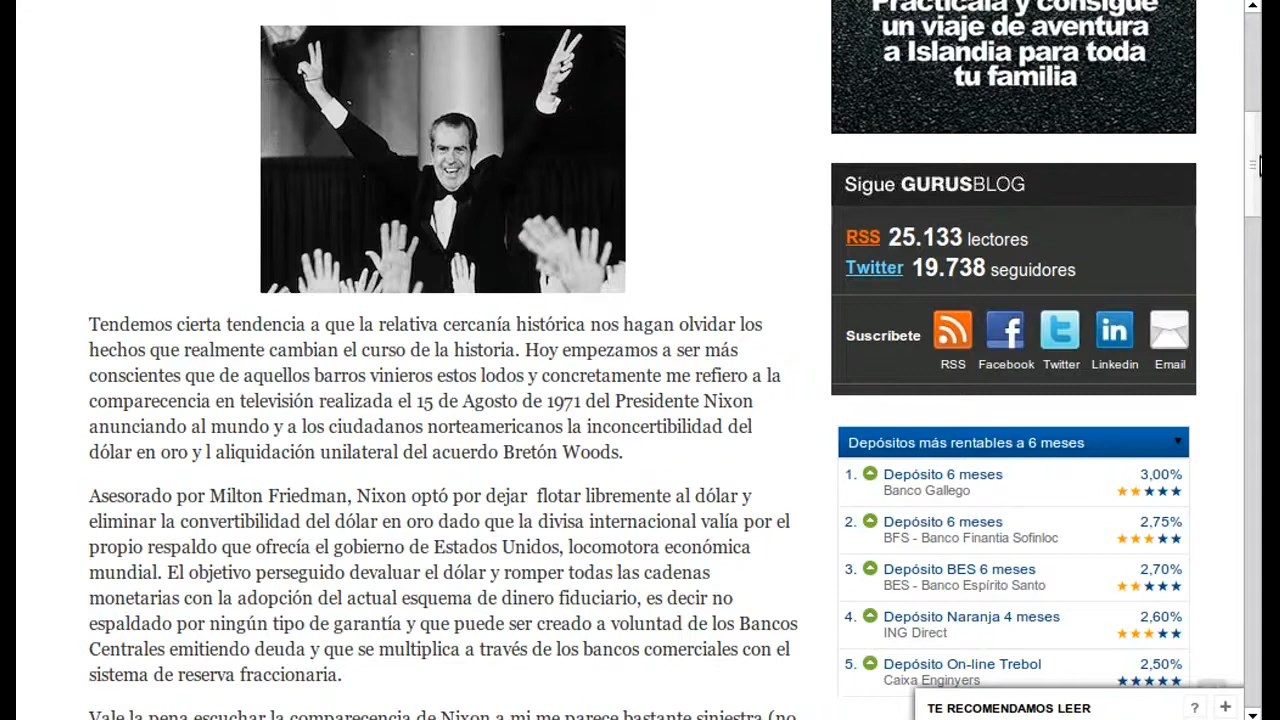 Practícala y consigue
un viaje de aventura
a Islandia para toda
tu familia
Tendemos cierta tendencia a que la relativa cercanía histórica nos hagan olvidar los
hechos que realmente cambian el curso de la historia. Hoy empezamos a ser más
conscientes que de aquellos barros vinieros estos lodos y concretamente me refiero a la
comparecencia en televisión realizada el 15 de Agosto de 1971 del Presidente Nixon
anunciando al mundo y a los ciudadanos norteamericanos la inconcertibilidad del
dólar en oro y l aliquidación unilateral del acuerdo Bretón Woods.
Asesorado por Milton Friedman, Nixon optó por dejar  flotar libremente al dólar y
eliminar la convertibilidad del dólar en oro dado que la divisa internacional valía por el
propio respaldo que ofrecía el gobierno de Estados Unidos, locomotora económica
mundial. El objetivo perseguido devaluar el dólar y romper todas las cadenas
monetarias con la adopción del actual esquema de dinero fiduciario, es decir no
espaldado por ningún tipo de garantía y que puede ser creado a voluntad de los Bancos
Centrales emitiendo deuda y que se multiplica a través de los bancos comerciales con el
sistema de reserva fraccionaria.
Vale la pena escuchar la comparecencia de Nixon a mi me parece bastante siniestra (no
Sigue GURUSBLOG
RSS 25.133 lectores
Twitter 19.738 seguidores
Suscríbete
RSS Facebook Twitter Linkedin Email
Depósitos más rentables a 6 meses
1. Depósito 6 meses 3,00%
Banco Gallego
2. Depósito 6 meses 2,75%
BFS - Banco Finantia Sofinloc
3. Depósito BES 6 meses 2,70%
BES - Banco Espírito Santo
4. Depósito Naranja 4 meses 2,60%
ING Direct
5. Depósito On-line Trebol 2,50%
Caixa Enginyers
TE RECOMENDAMOS LEER ? +